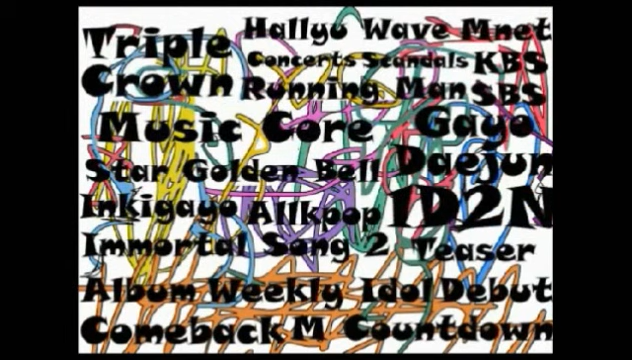 Triple Hallyu Wave Mnet
Concerts Scandals KBS
Crown Running Man SBS
Music Core Gayo
Star Golden Bell Daejun
Inkigayo Allkpop 1D2N
Immortal Song 2 Teaser
Album Weekly Idol Debut
Comeback M Countdown